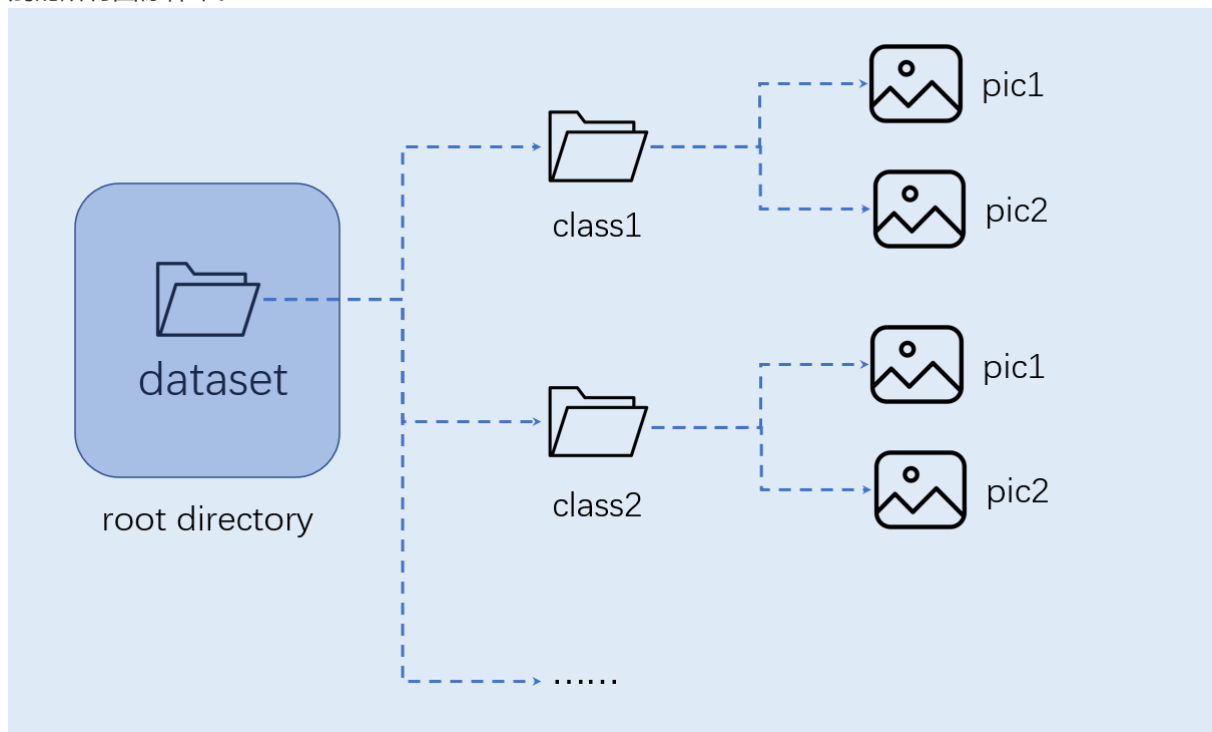 dataset
root directory
class1
pic1
pic2
class2
pic1
pic2
……